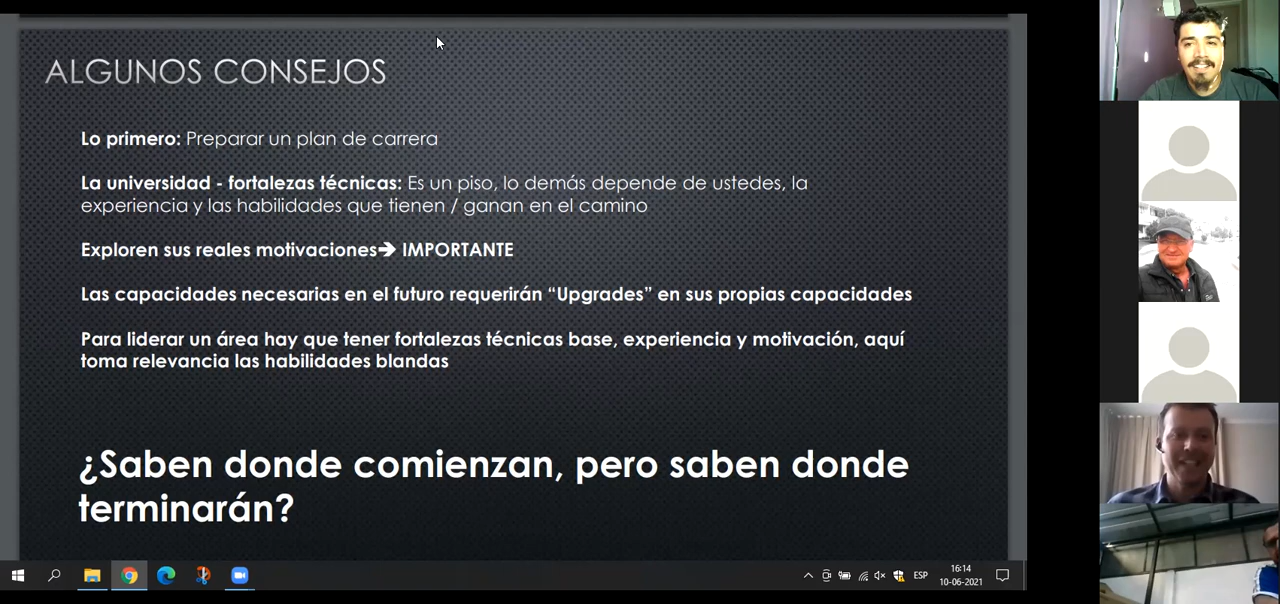 ALGUNOS CONSEJOS
Lo primero: Preparar un plan de carrera
La universidad - fortalezas técnicas: Es un piso, lo demás depende de ustedes, la
experiencia y las habilidades que tienen / ganan en el camino
Exploren sus reales motivaciones➔ IMPORTANTE
Las capacidades necesarias en el futuro requerirán “Upgrades” en sus propias capacidades
Para liderar un área hay que tener fortalezas técnicas base, experiencia y motivación, aquí
toma relevancia las habilidades blandas
¿Saben donde comienzan, pero saben donde
terminarán?
ESP
16:14
10-06-2021